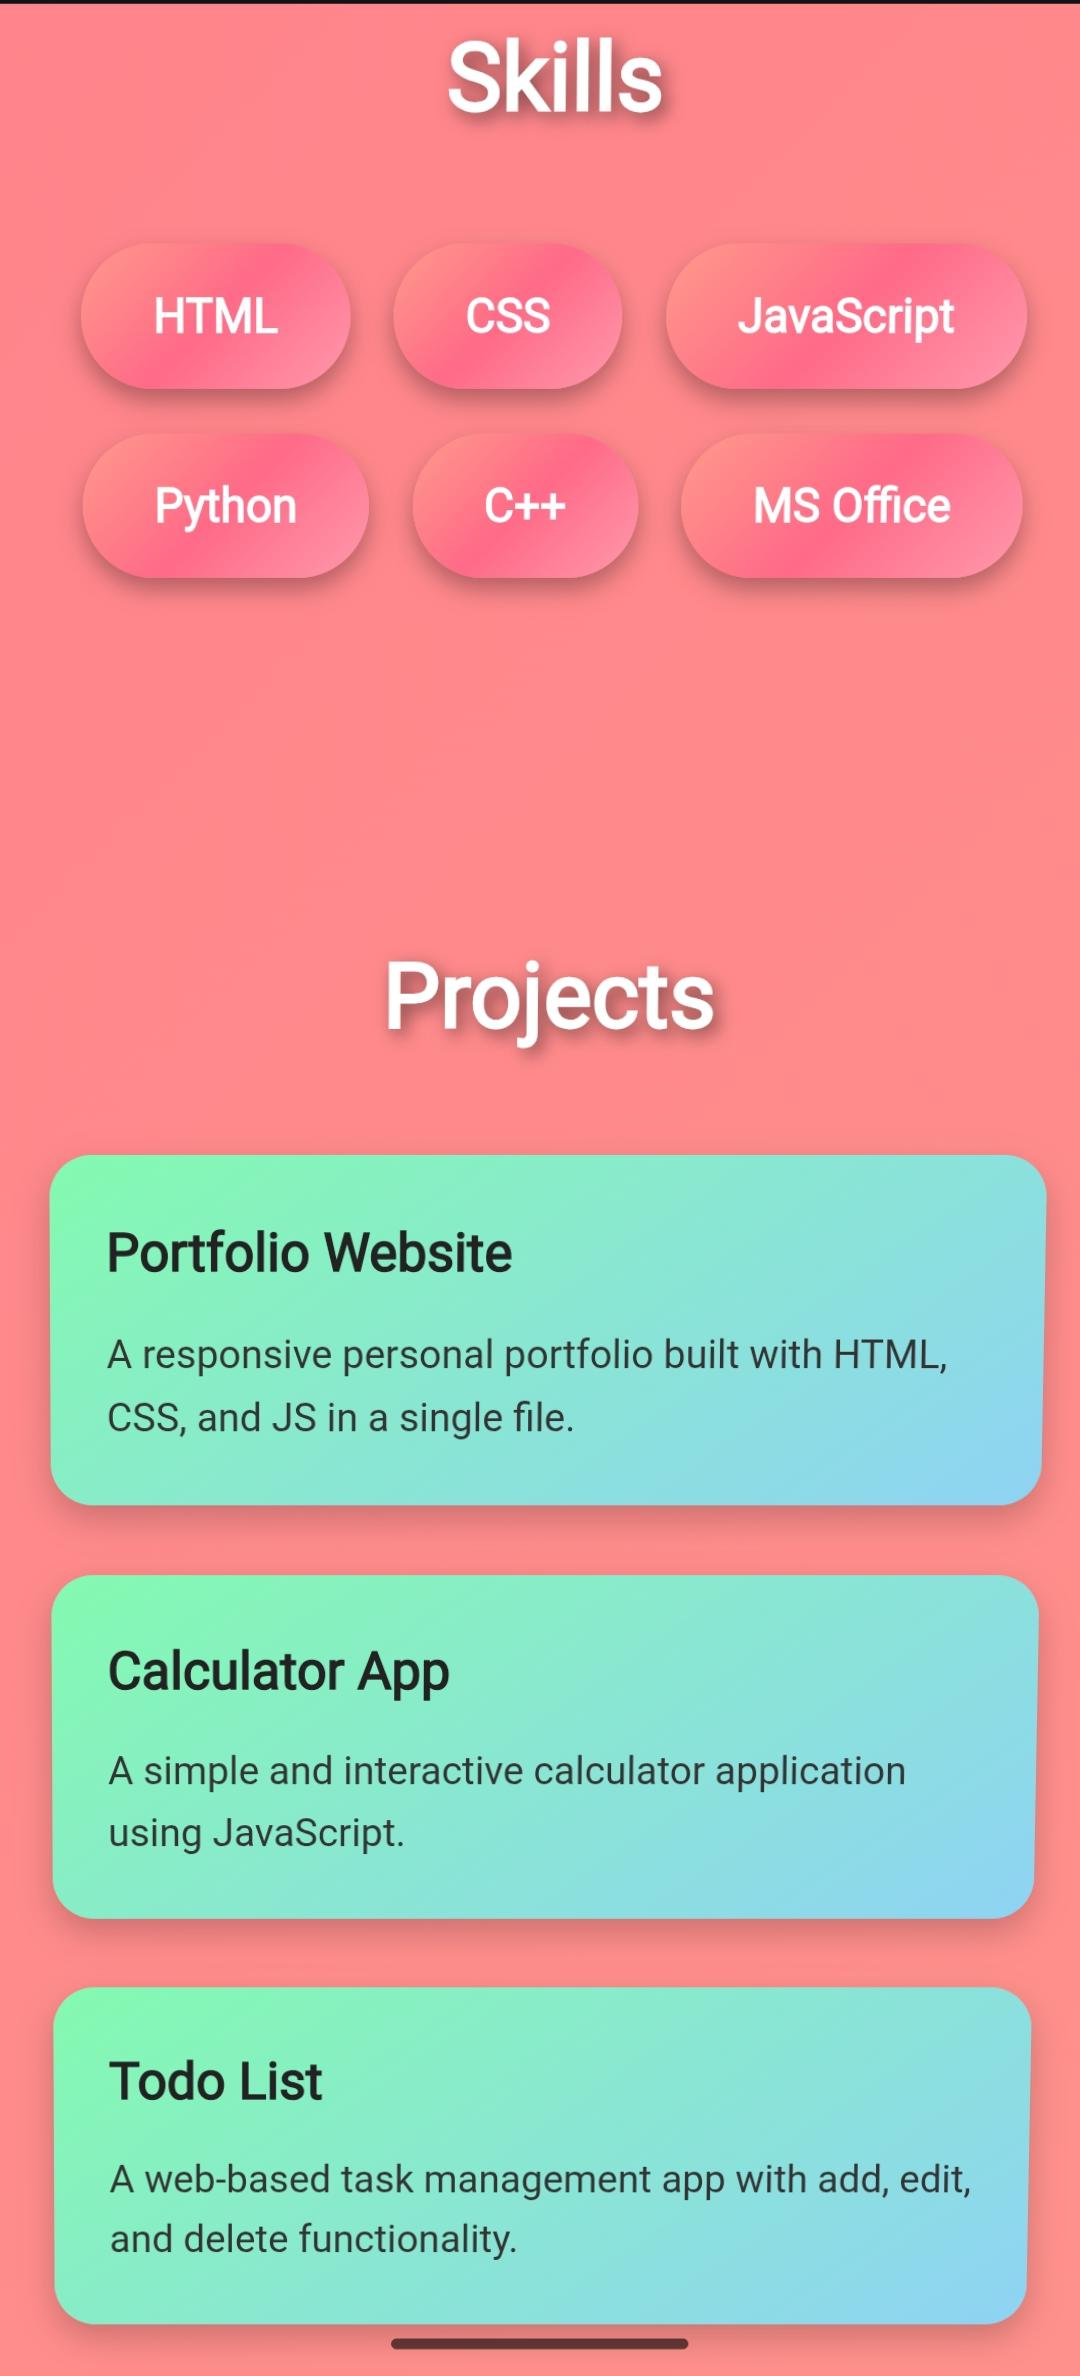 Skills
HTML CSS JavaScript
Python C++ MS Office
Projects
Portfolio Website
A responsive personal portfolio built with HTML,
CSS, and JS in a single file.
Calculator App
A simple and interactive calculator application
using JavaScript.
Todo List
A web-based task management app with add, edit,
and delete functionality.